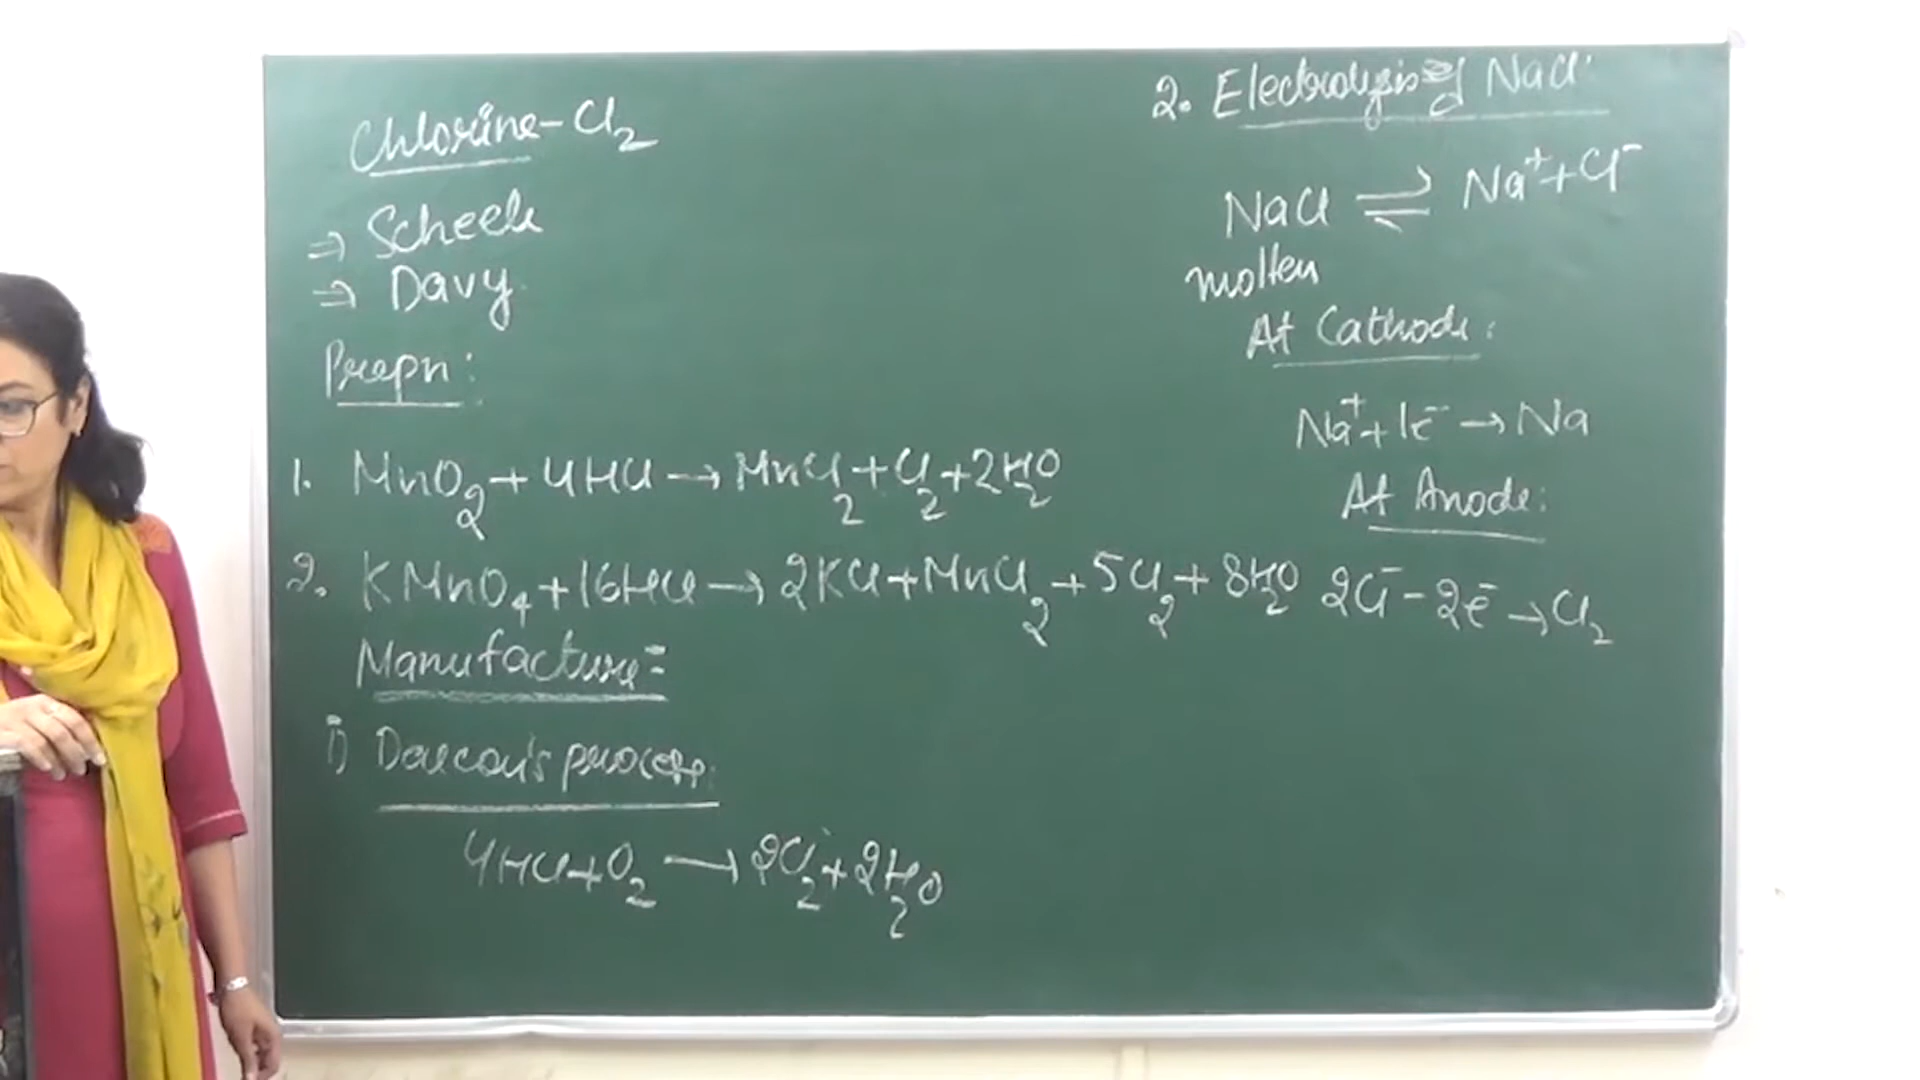 Chlorine - Cl₂
⇒ Scheele
⇒ Davy.
Prepn:
1. MnO₂ + 4HCl → MnCl₂ + Cl₂ + 2H₂O
2. KMnO₄ + 16HCl → 2KCl + MnCl₂ + 5Cl₂ + 8H₂O
Manufacture:
i) Deacon's process:
4HCl + O₂ → 2Cl₂ + 2H₂O
2. Electrolysis of NaCl:
NaCl ⇌ Na⁺ + Cl⁻
molten
At Cathode:
Na⁺ + 1e⁻ → Na
At Anode:
2Cl⁻ - 2e⁻ → Cl₂